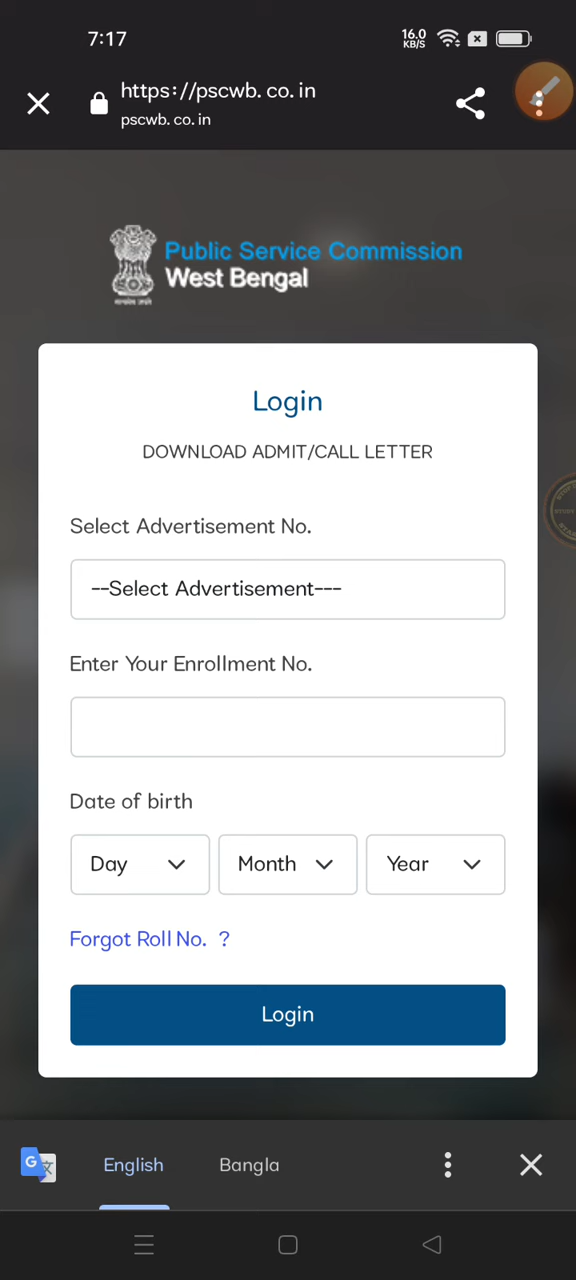 7:17
16.0
KB/S
https://pscwb.co.in
pscwb.co.in
Public Service Commission
West Bengal
Login
DOWNLOAD ADMIT/CALL LETTER
Select Advertisement No.
--Select Advertisement---
Enter Your Enrollment No.
Date of birth
Day Month Year
Forgot Roll No. ?
Login
G
English Bangla